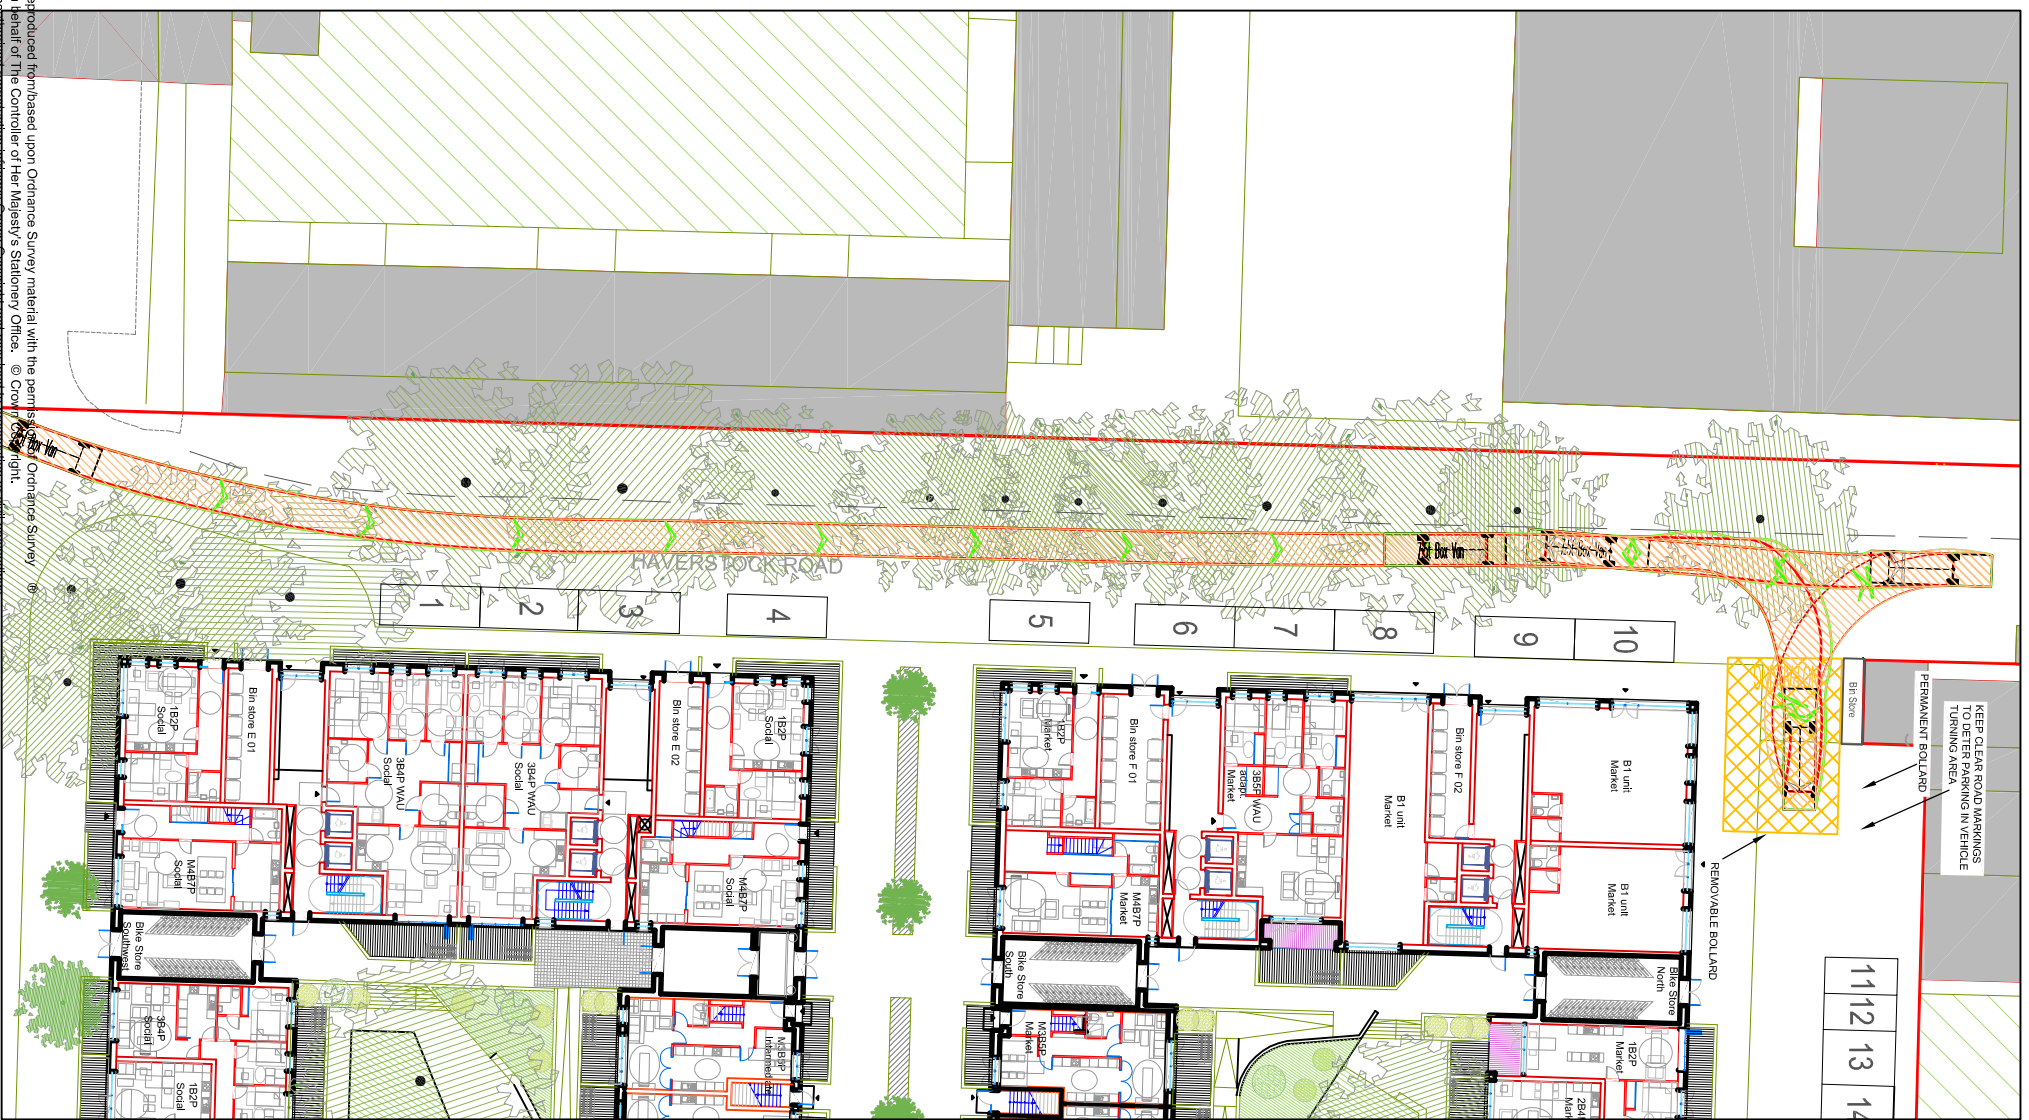 eproduced from/based upon Ordnance Survey material with the permission of Ordnance Survey ®
behalf of The Controller of Her Majesty's Stationery Office. © Crown Copyright.
HAVERSTOCK ROAD
7.5t Box Van
7.5t Box Van
1
2
3
4
5
6
7
8
9
10
11
12
13
14
Bin Store
PERMANENT BOLLARD
KEEP CLEAR ROAD MARKINGS
TO DETER PARKING IN VEHICLE
TURNING AREA
REMOVABLE BOLLARD
1B2P
Social
Bin store E 01
3B4P WAU
Social
3B4P WAU
Social
Bin store E 02
1B2P
Social
M4B7P
Social
M4B7P
Social
Bike Store
Southwest
3B4P
Social
1B2P
Social
M3B5P
Intermediate
1B2P
Market
Bin store F 01
3B5P WAU
adapt.
Market
B1 unit
Market
Bin store F 02
B1 unit
Market
B1 unit
Market
M4B7P
Market
Bike Store
South
Bike Store
North
M3B5P
Market
1B2P
Market